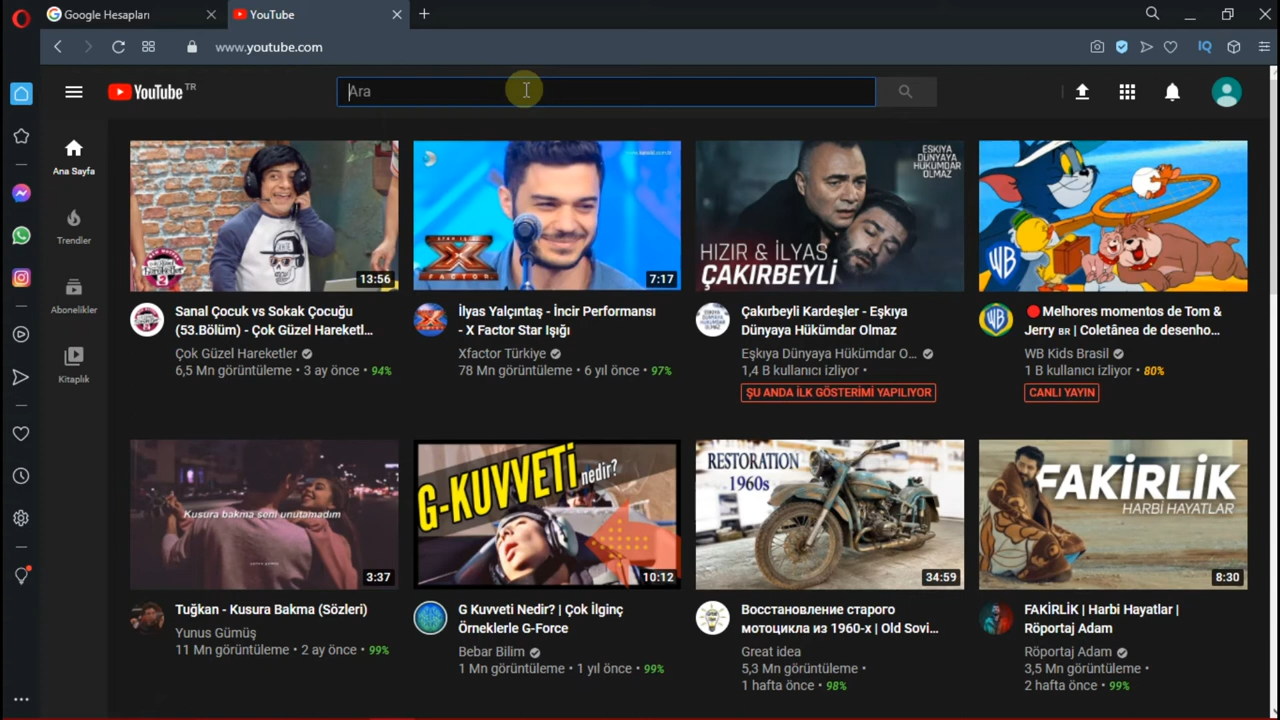 Google Hesapları
YouTube
www.youtube.com
IQ
YouTube TR
Ara
Ana Sayfa
Trendler
Abonelikler
Kitaplık
13:56
Sanal Çocuk vs Sokak Çocuğu
(53.Bölüm) - Çok Güzel Hareketl...
Çok Güzel Hareketler
6,5 Mn görüntüleme • 3 ay önce • 94%
STAR IŞIĞI
X FACTOR
7:17
İlyas Yalçıntaş - İncir Performansı
- X Factor Star Işığı
Xfactor Türkiye
78 Mn görüntüleme • 6 yıl önce • 97%
EŞKIYA
DÜNYAYA
HÜKÜMDAR
OLMAZ
HIZIR & İLYAS
ÇAKIRBEYLİ
Çakırbeyli Kardeşler - Eşkıya
Dünyaya Hükümdar Olmaz
Eşkıya Dünyaya Hükümdar O...
1,4 B kullanıcı izliyor •
ŞU ANDA İLK GÖSTERİMİ YAPILIYOR
WB
Melhores momentos de Tom &
Jerry BR | Coletânea de desenho...
WB Kids Brasil
1 B kullanıcı izliyor • 80%
CANLI YAYIN
Kusura bakma seni unutamadım
3:37
Tuğkan - Kusura Bakma (Sözleri)
Yunus Gümüş
11 Mn görüntüleme • 2 ay önce • 99%
G-KUVVETİ nedir?
10:12
G Kuvveti Nedir? | Çok İlginç
Örneklerle G-Force
Bebar Bilim
1 Mn görüntüleme • 1 yıl önce • 99%
RESTORATION
1960s
34:59
Восстановление старого
мотоцикла из 1960-х | Old Sovi...
Great idea
5,3 Mn görüntüleme •
1 hafta önce • 98%
FAKİRLİK
HARBİ HAYATLAR
8:30
FAKİRLİK | Harbi Hayatlar |
Röportaj Adam
Röportaj Adam
3,5 Mn görüntüleme •
2 hafta önce • 99%